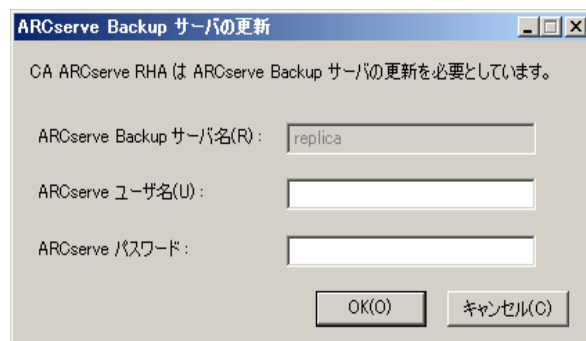 ARCserve Backup サーバの更新
CA ARCserve RHA は ARCserve Backup サーバの更新を必要としています。
ARCserve Backup サーバ名(R) : replica
ARCserve ユーザ名(U) :
ARCserve パスワード :
OK(O) キャンセル(C)